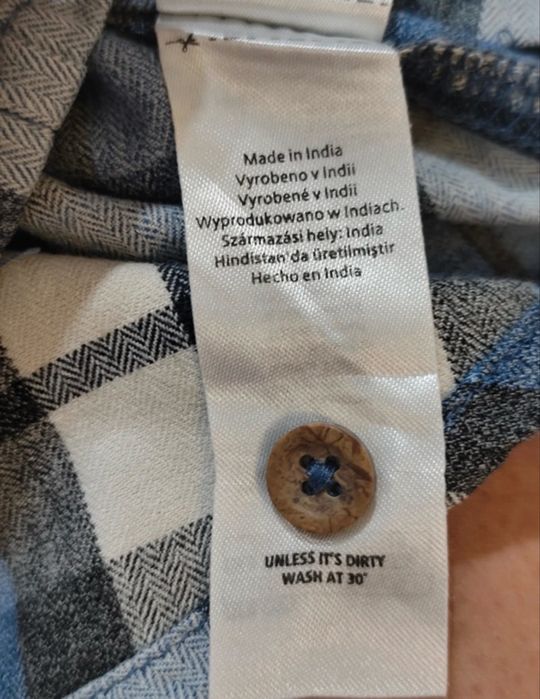 Made in India
Vyrobeno v Indii
Vyrobené v Indii
Wyprodukowano w Indiach.
Származási hely: India
Hindistan'da üretilmiştir
Hecho en India
UNLESS IT'S DIRTY
WASH AT 30°